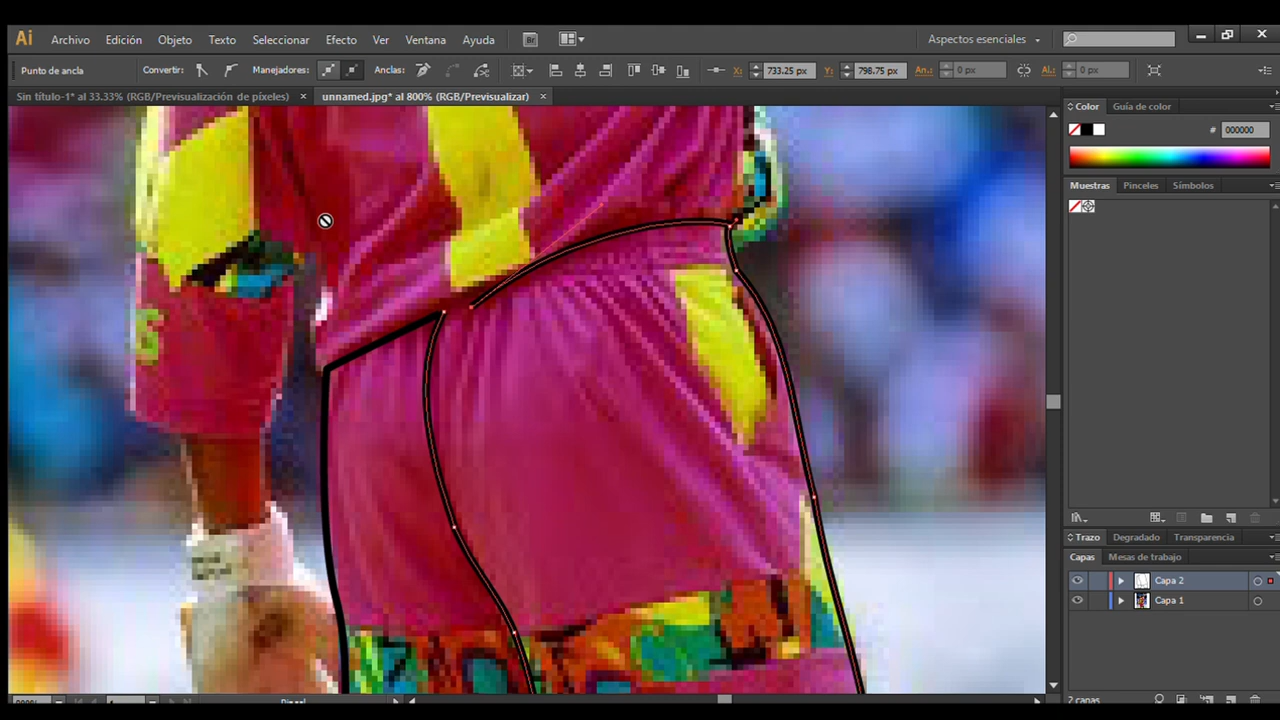 Ai Archivo Edición Objeto Texto Seleccionar Efecto Ver Ventana Ayuda Br Aspectos esenciales
Punto de ancla Convertir: Manejadores: Anclas: X: 733.25 px Y: 798.75 px An.: 0 px Al.: 0 px
Sin título-1* al 33.33% (RGB/Previsualización de píxeles) × unnamed.jpg* al 800% (RGB/Previsualizar) ×
Color Guía de color
# 000000
Muestras Pinceles Símbolos
Trazo Degradado Transparencia
Capas Mesas de trabajo
Capa 2
Capa 1
2 capas